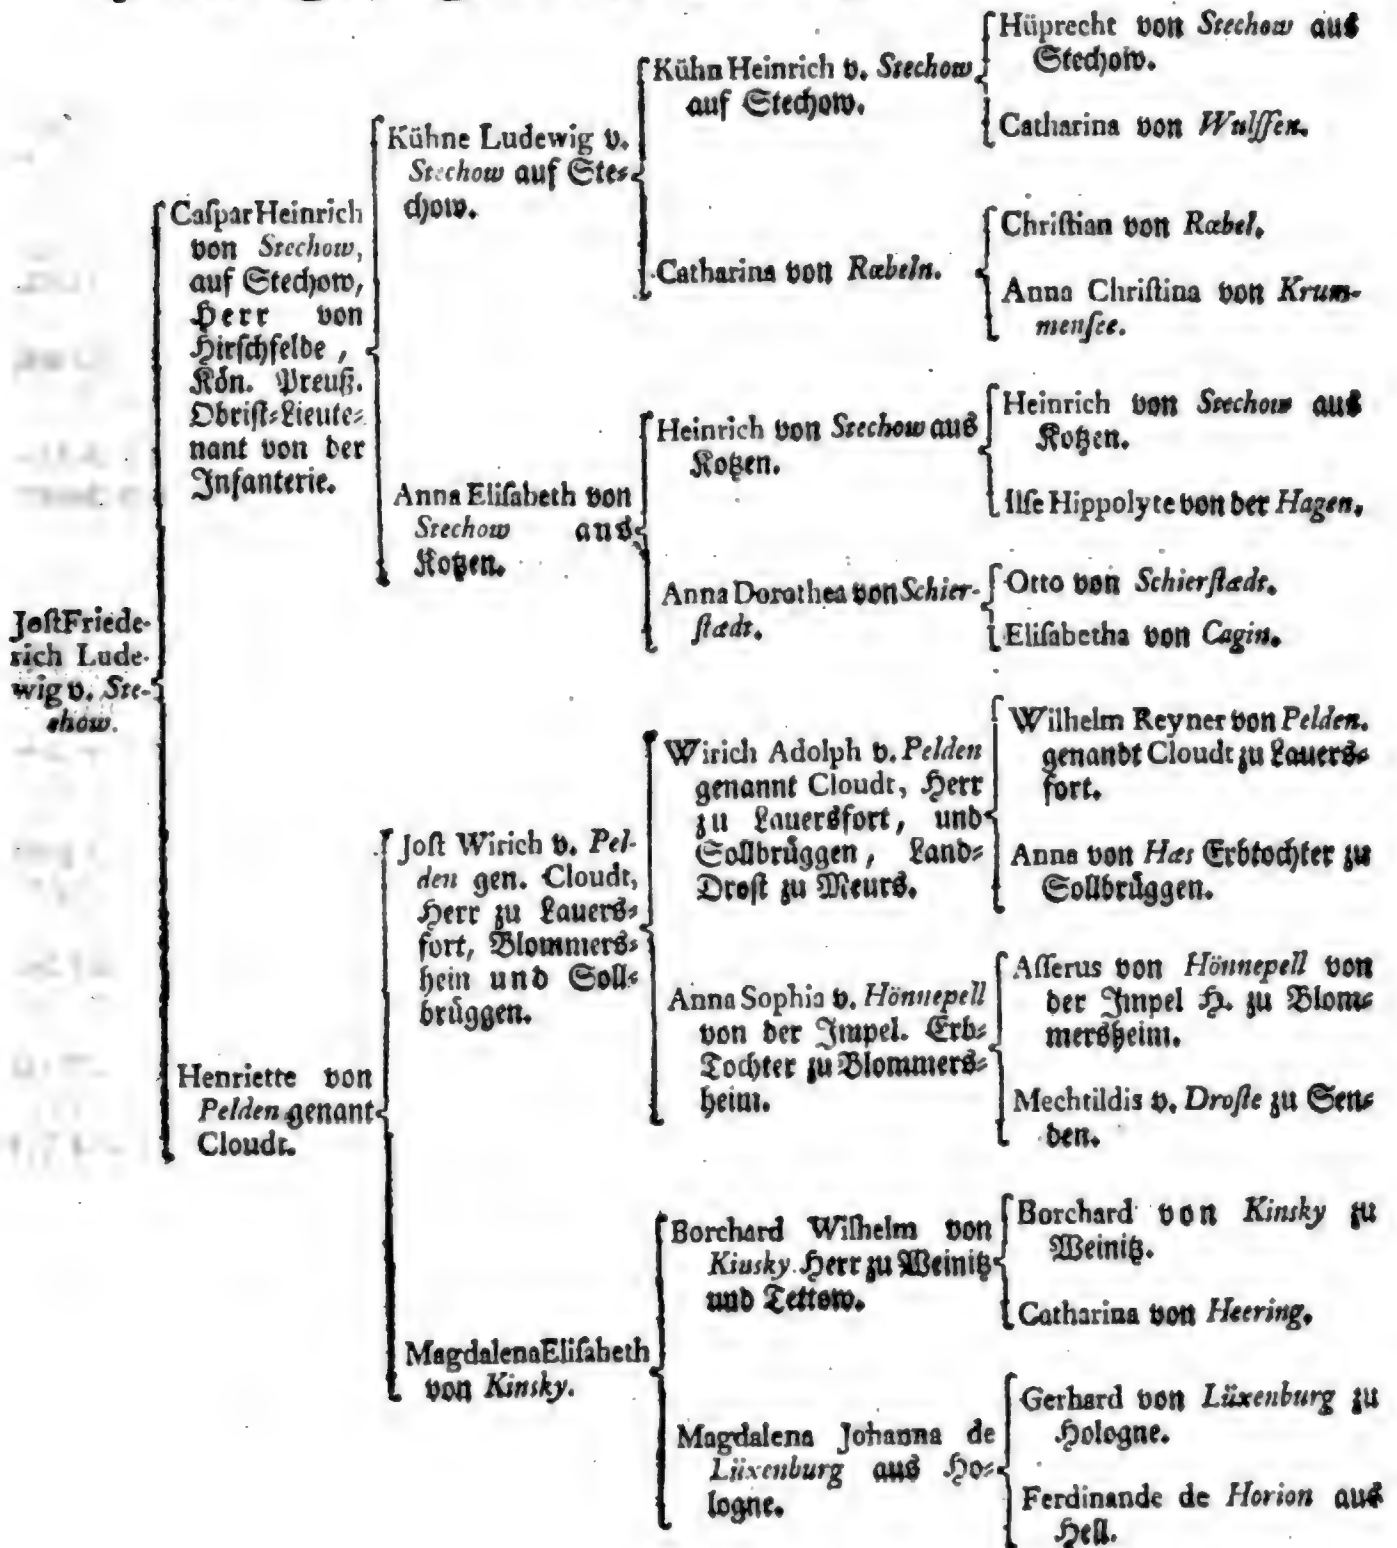 Jost Friede-
rich Lude-
wig v. Ste-
chow.
Caſpar Heinrich
von Stechow,
auf Stechow,
Herr von
Hirſchfelde,
Kön. Preuß.
Obriſt-Lieute-
nant von der
Infanterie.
Henriette von
Pelden genant
Cloudt.
Kühne Ludewig v.
Stechow auf Ste-
chow.
Anna Eliſabeth von
Stechow aus
Kotzen.
Joſt Wirich v. Pel-
den gen. Cloudt,
Herr zu Lauers-
fort, Blommers-
hein und Soll-
brüggen.
Magdalena Eliſabeth
von Kinsky.
Kühn Heinrich v. Stechow
auf Stechow.
Catharina von Ræbeln.
Heinrich von Stechow aus
Kotzen.
Anna Dorothea von Schier-
ſtædt.
Wirich Adolph v. Pelden
genannt Cloudt, Herr
zu Lauersfort, und
Sollbrüggen, Land-
Droſt zu Meurs.
Anna Sophia v. Hönnepell
von der Impel. Erb-
Tochter zu Blommers-
heim.
Borchard Wilhelm von
Kinsky Herr zu Weinitz
und Tettow.
Magdalena Johanna de
Lüxenburg aus Ho-
logne.
Hüprecht von Stechow aus
Stechow.
Catharina von Wulſſen.
Chriſtian von Ræbel.
Anna Chriſtina von Krum-
menſee.
Heinrich von Stechow aus
Kotzen.
Ilſe Hippolyte von der Hagen.
Otto von Schierſtædt.
Eliſabetha von Cagin.
Wilhelm Reyner von Pelden.
genandt Cloudt zu Lauers-
fort.
Anna von Hæs Erbtochter zu
Sollbrüggen.
Aſſerus von Hönnepell von
der Impel H. zu Blom-
mersheim.
Mechtildis v. Droſte zu Sen-
den.
Borchard von Kinsky zu
Weinitz.
Catharina von Heering.
Gerhard von Lüxenburg zu
Hologne.
Ferdinande de Horion aus
Hell.